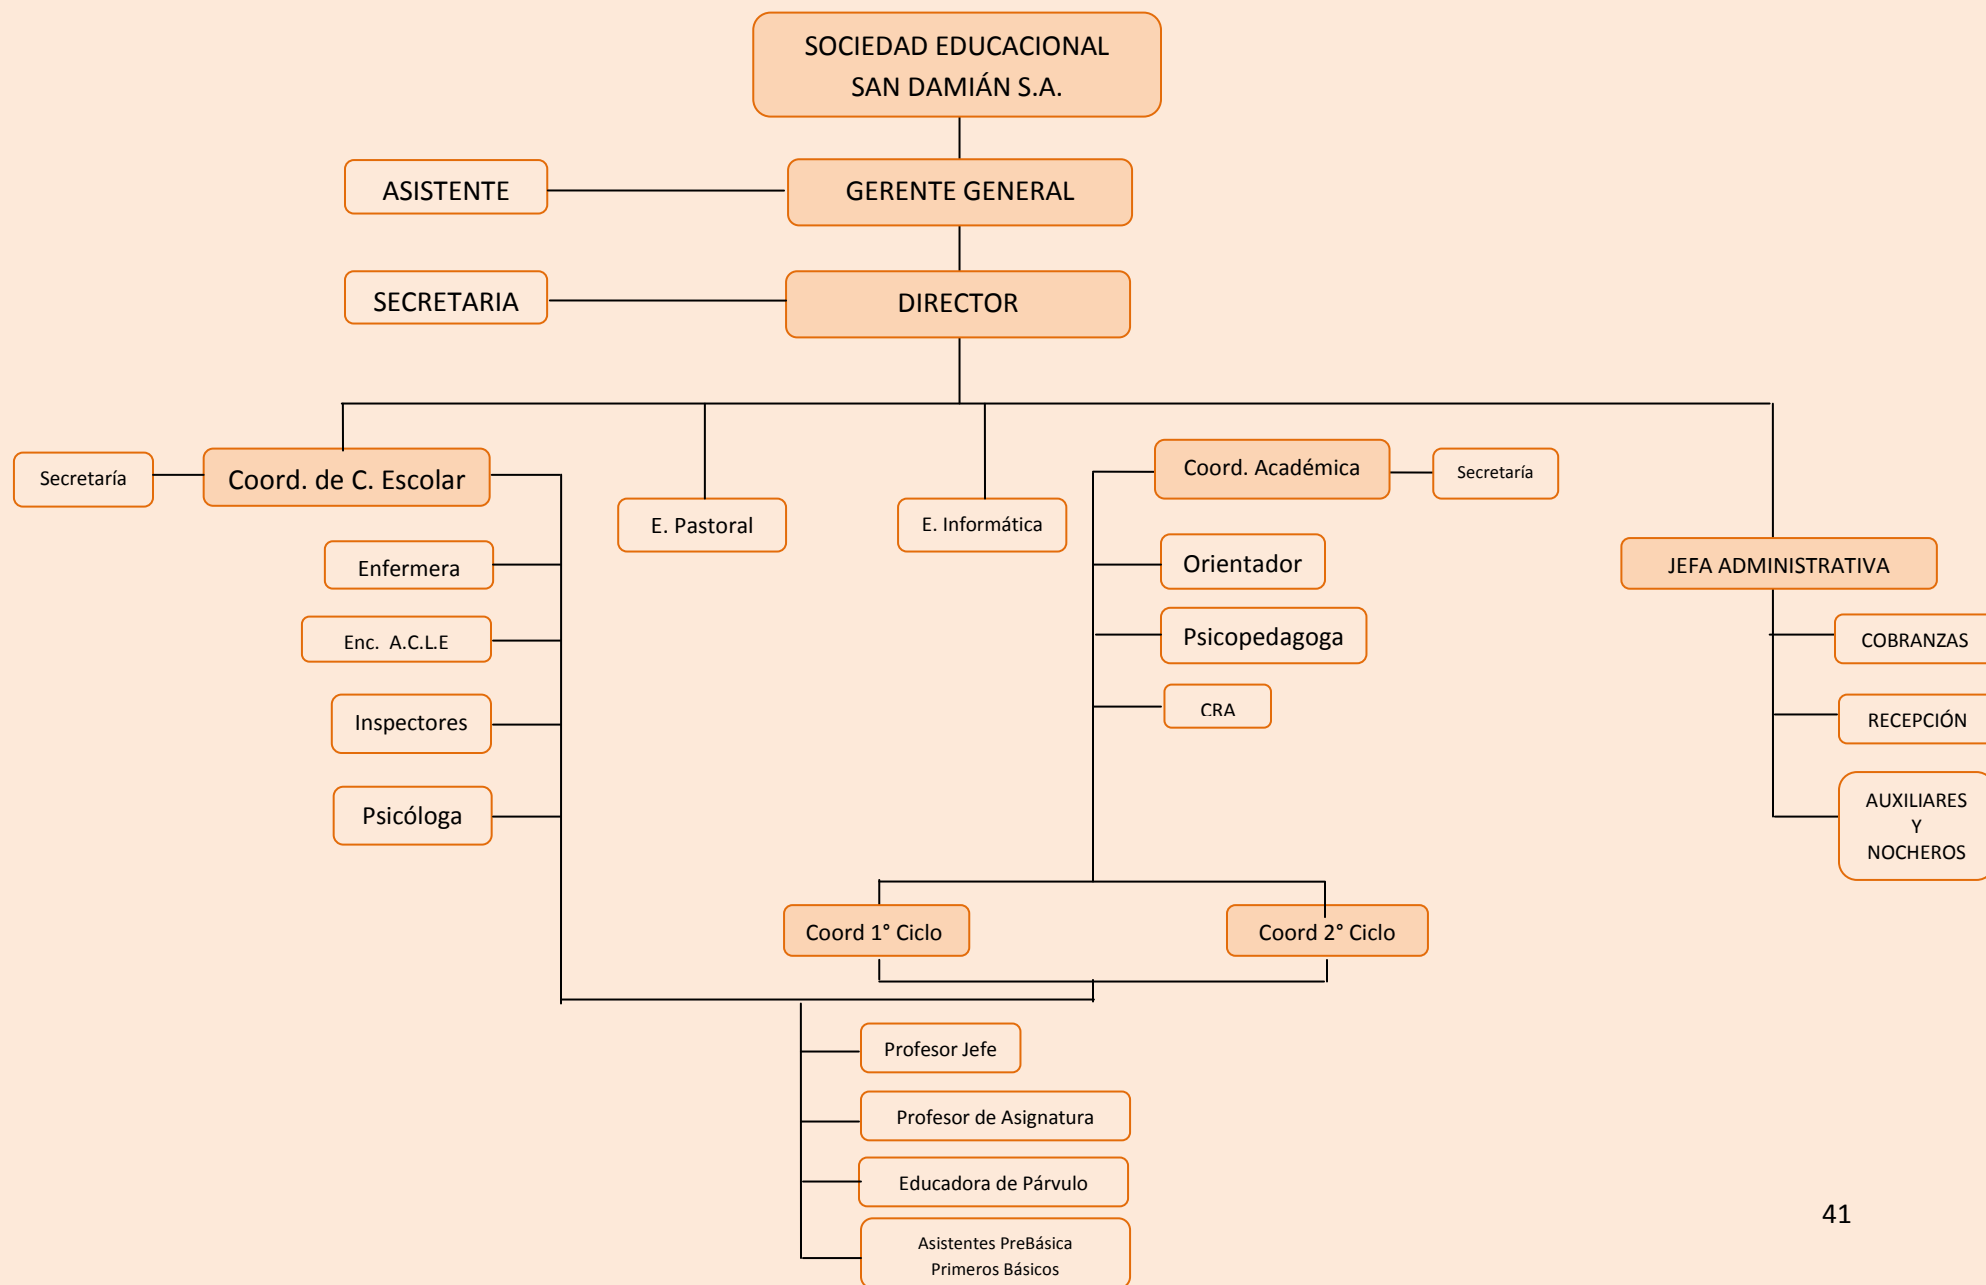 SOCIEDAD EDUCACIONAL
SAN DAMIÁN S.A.
ASISTENTE
GERENTE GENERAL
SECRETARIA
DIRECTOR
Secretaría
Coord. de C. Escolar
E. Pastoral
E. Informática
Coord. Académica
Secretaría
Enfermera
Orientador
JEFA ADMINISTRATIVA
Enc. A.C.L.E
Psicopedagoga
COBRANZAS
Inspectores
CRA
RECEPCIÓN
Psicóloga
AUXILIARES
Y
NOCHEROS
Coord 1° Ciclo
Coord 2° Ciclo
Profesor Jefe
Profesor de Asignatura
Educadora de Párvulo
Asistentes PreBásica
Primeros Básicos
41